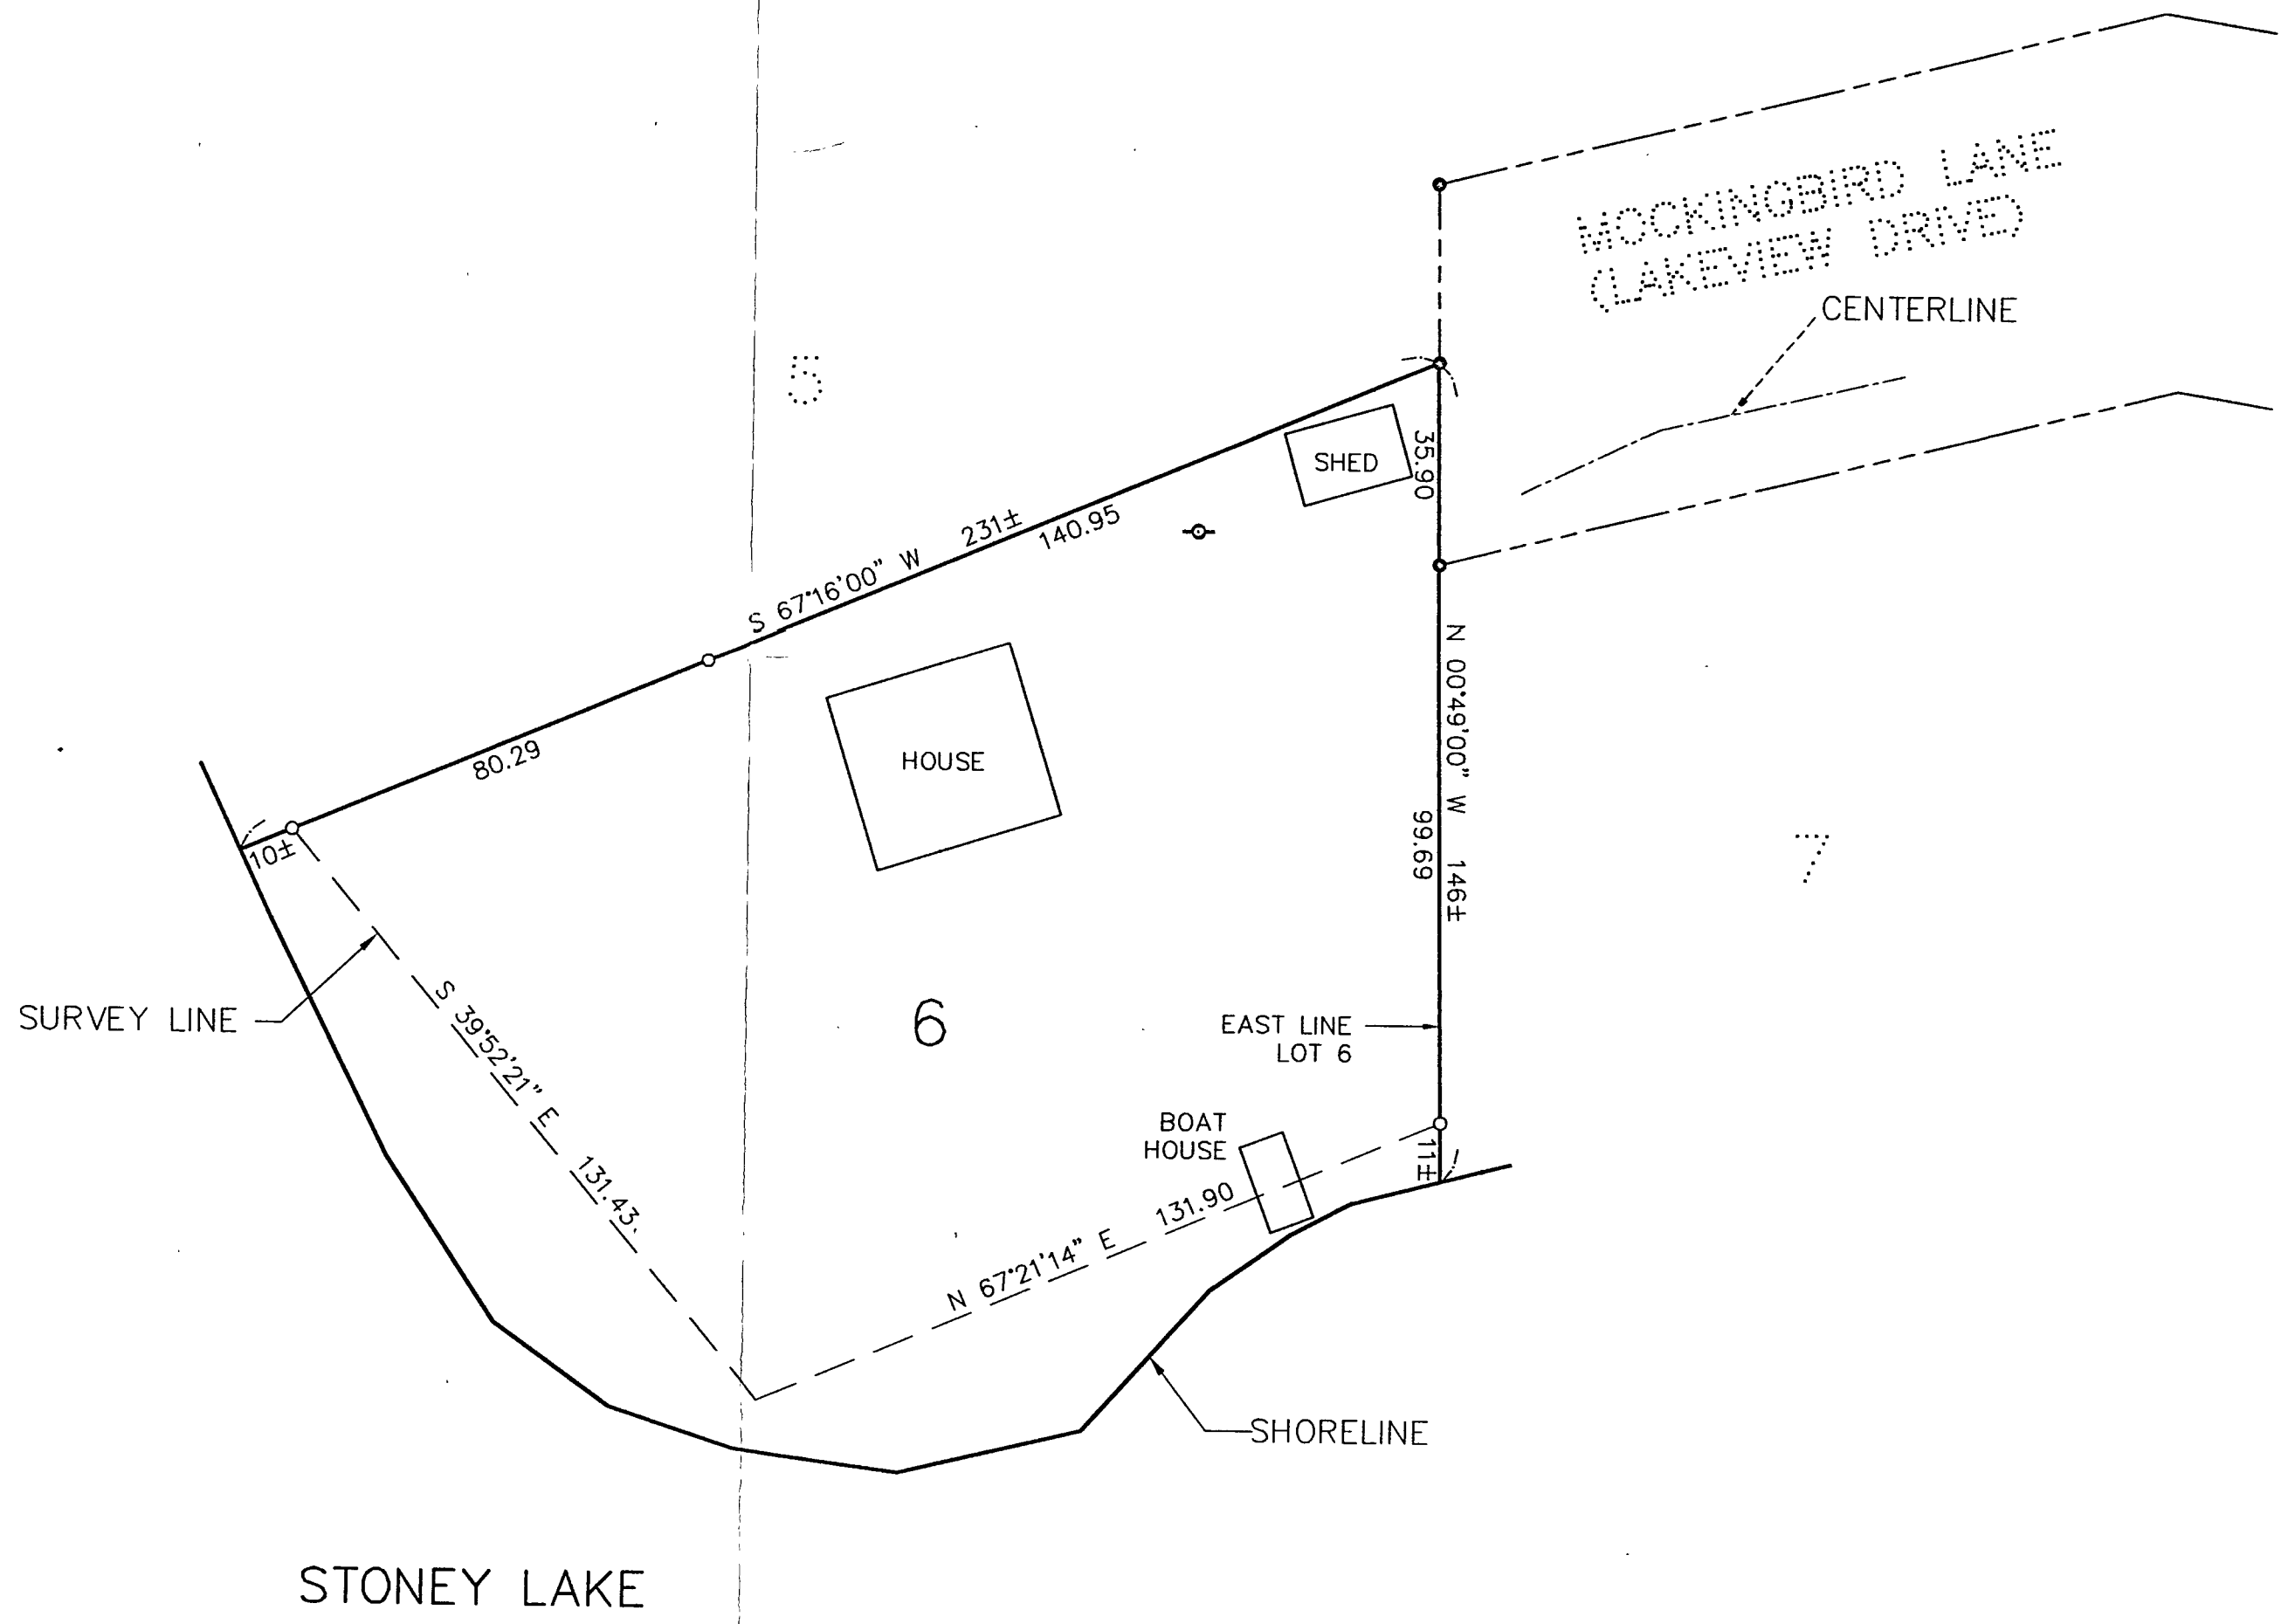 MOCKINGBIRD LANE
(LAKEVIEW DRIVE)
CENTERLINE
5
35.90
SHED
231±
140.95
S 67°16'00" W
N 00°49'00" W 146±
99.69
HOUSE
80.29
10±
7
SURVEY LINE
S 39°52'21" E 131.43
6
EAST LINE
LOT 6
BOAT
HOUSE
11±
N 67°21'14" E 131.90
SHORELINE
STONEY LAKE